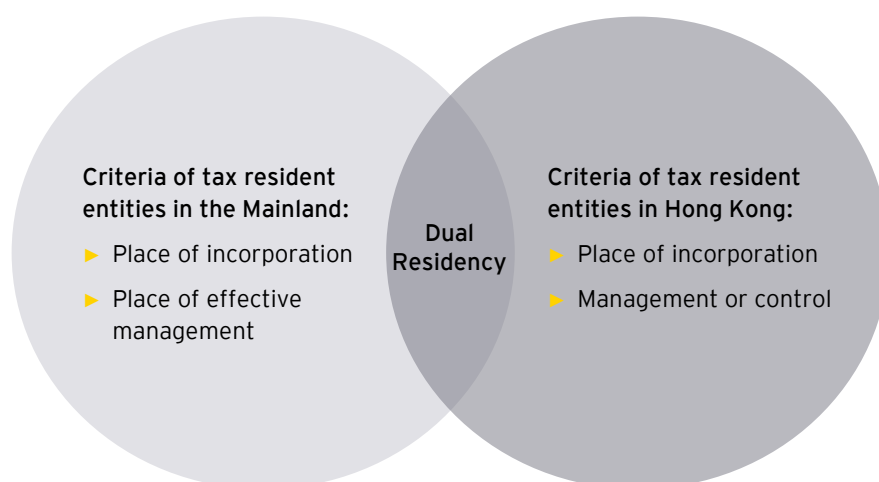 Criteria of tax resident
entities in the Mainland:
► Place of incorporation
► Place of effective
management
Dual
Residency
Criteria of tax resident
entities in Hong Kong:
► Place of incorporation
► Management or control